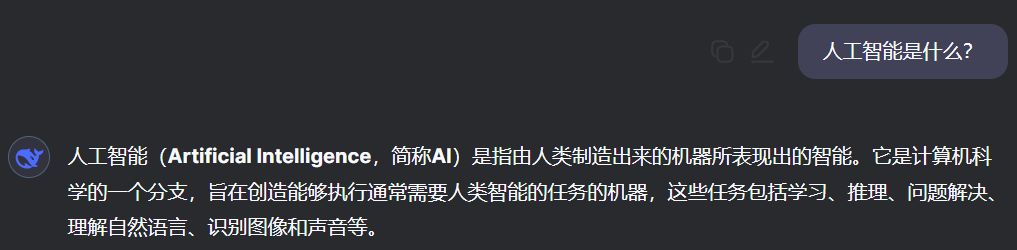 人工智能是什么？
人工智能（Artificial Intelligence，简称AI）是指由人类制造出来的机器所表现出的智能。它是计算机科
学的一个分支，旨在创造能够执行通常需要人类智能的任务的机器，这些任务包括学习、推理、问题解决、
理解自然语言、识别图像和声音等。